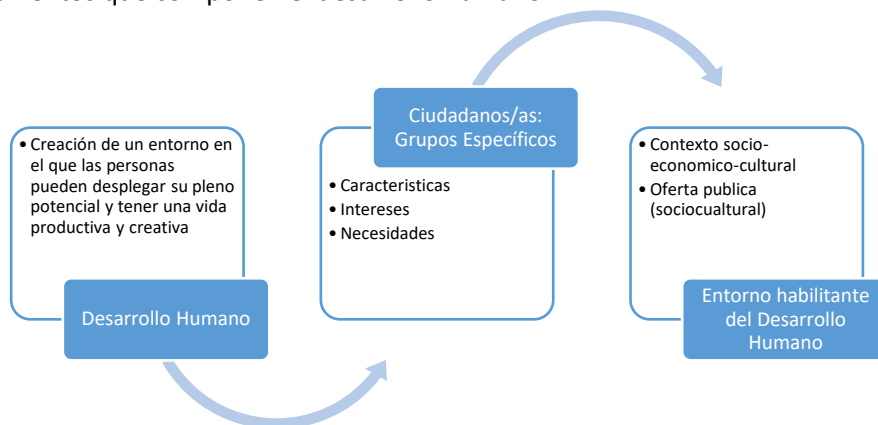 • Creación de un entorno en
el que las personas
pueden desplegar su pleno
potencial y tener una vida
productiva y creativa
Desarrollo Humano
Ciudadanos/as:
Grupos Específicos
• Caracteristicas
• Intereses
• Necesidades
• Contexto socio-
economico-cultural
• Oferta publica
(sociocualtural)
Entorno habilitante
del Desarrollo
Humano